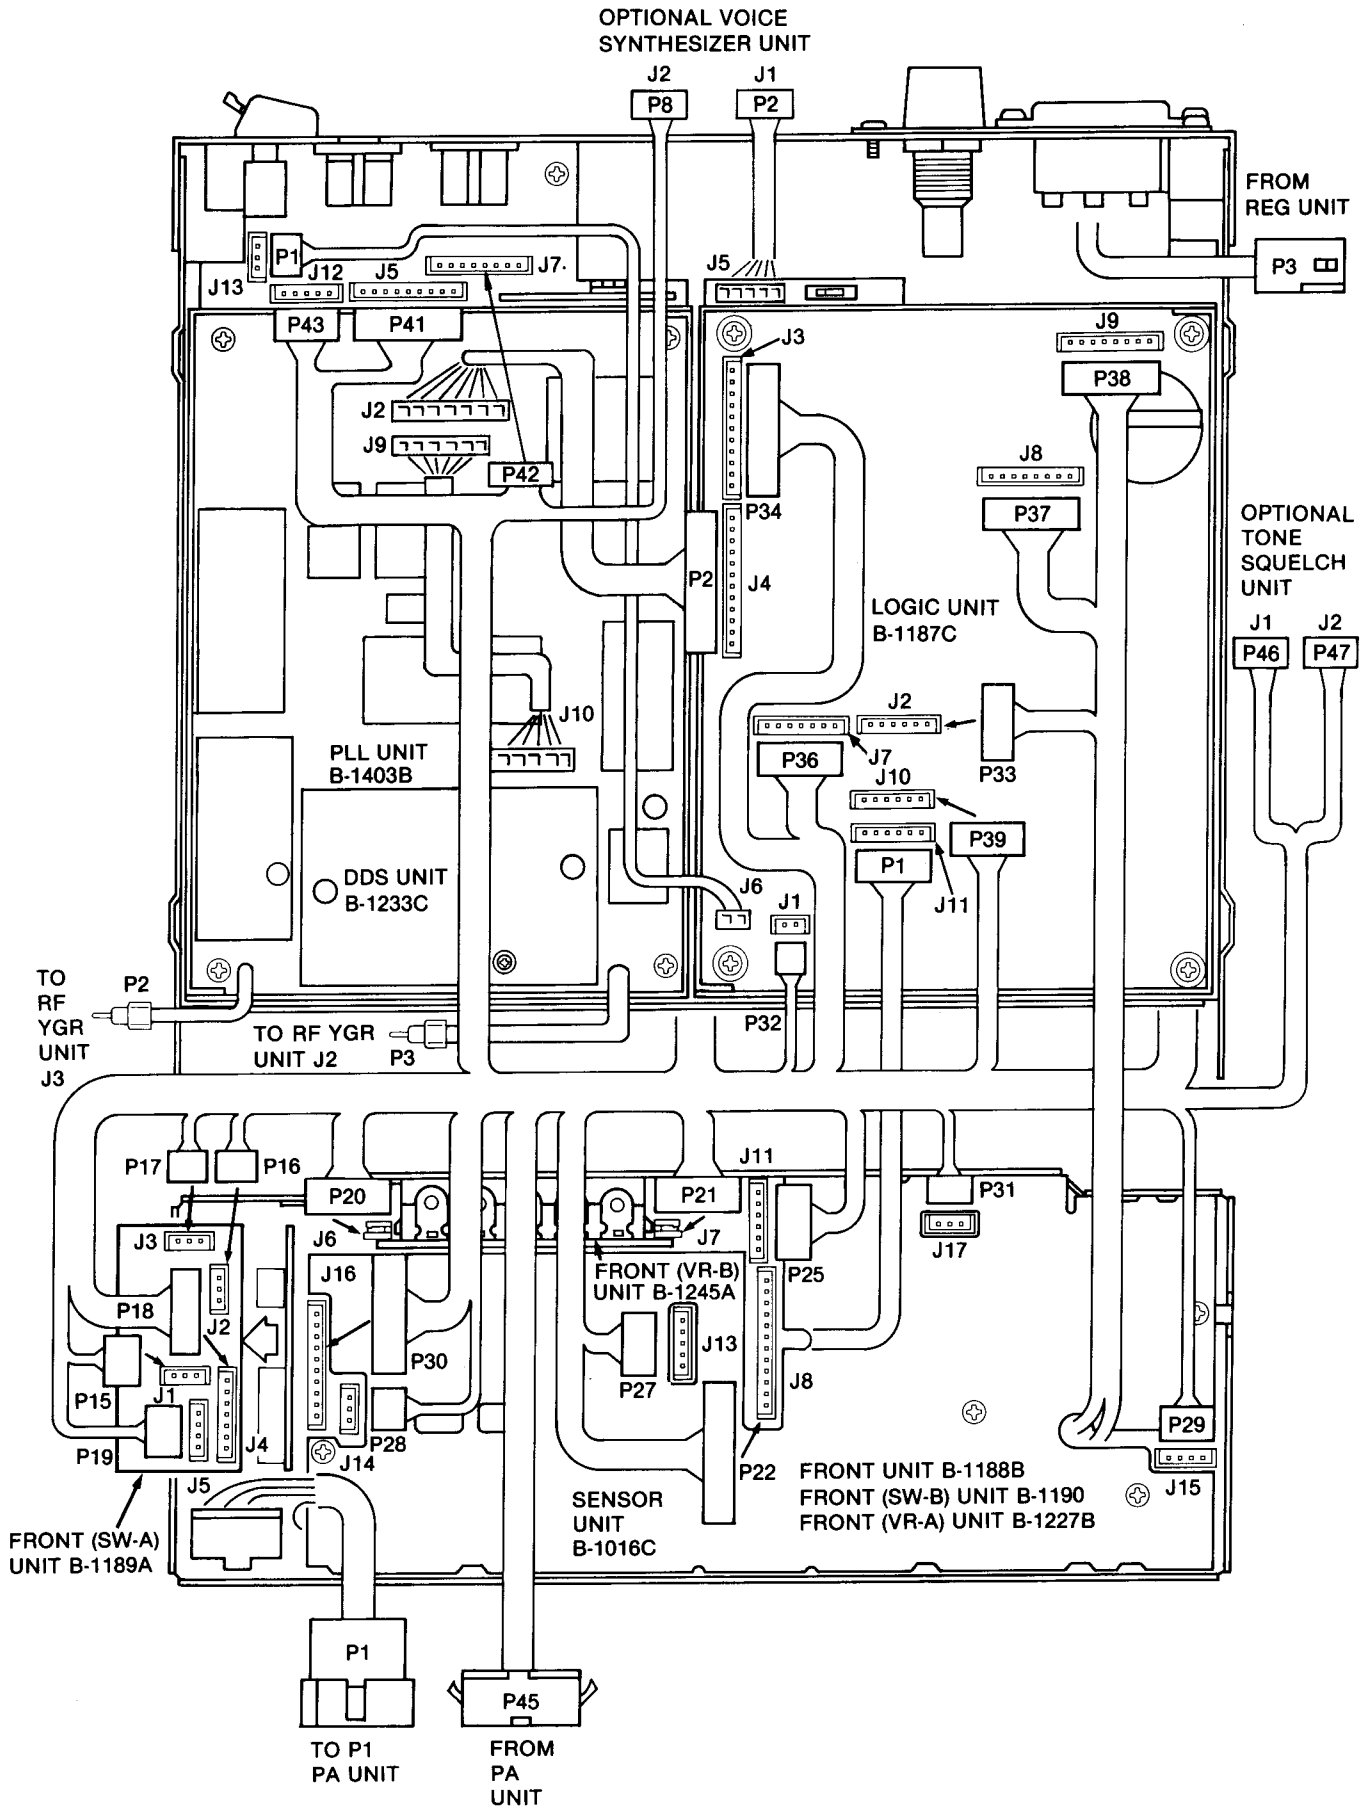 OPTIONAL VOICE
SYNTHESIZER UNIT
J2
J1
P8
P2
FROM
REG UNIT
P3
P1
J13
J12
J5
J7.
J5
P43
P41
J3
J9
P38
J2
J9
P42
J8
P34
P37
OPTIONAL
TONE
SQUELCH
UNIT
P2
J4
LOGIC UNIT
B-1187C
J1
J2
P46
P47
J10
J2
PLL UNIT
B-1403B
P36
J7
P33
J10
P39
P1
DDS UNIT
B-1233C
J6
J1
J11
TO
RF
YGR
UNIT
J3
P2
TO RF YGR
UNIT J2
P3
P32
P17
P16
J11
P20
P21
P31
J3
J6
J7
J17
J16
FRONT (VR-B)
UNIT B-1245A
P25
P18
J2
P30
J13
P15
J1
P27
J8
P19
J4
P28
P29
J5
J14
P22
J15
FRONT UNIT B-1188B
FRONT (SW-B) UNIT B-1190
FRONT (VR-A) UNIT B-1227B
SENSOR
UNIT
B-1016C
FRONT (SW-A)
UNIT B-1189A
P1
P45
TO P1
PA UNIT
FROM
PA
UNIT